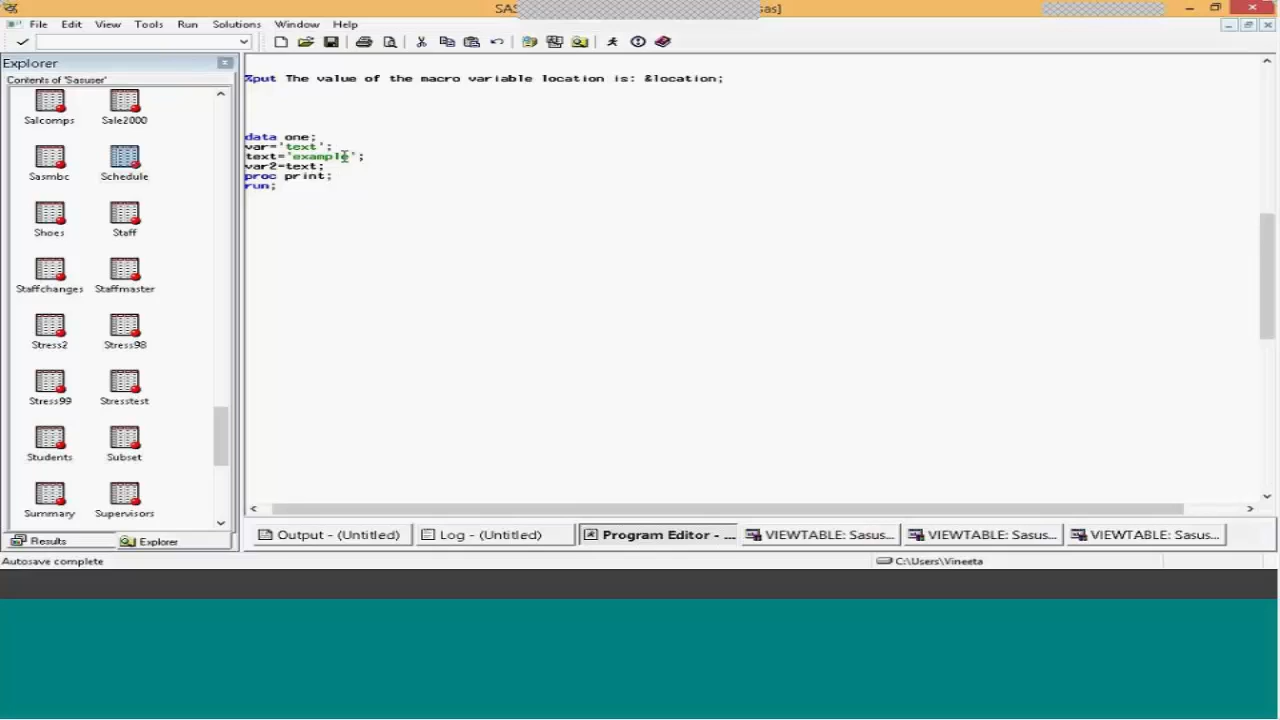 SAS
sas]
File Edit View Tools Run Solutions Window Help
Explorer
Contents of 'Sasuser'
Salcomps Sale2000
Sasmbc Schedule
Shoes Staff
Staffchanges Staffmaster
Stress2 Stress98
Stress99 Stresstest
Students Subset
Summary Supervisors
Results Explorer
%put The value of the macro variable location is: &location;
data one;
var='text';
text='example';
var2=text;
proc print;
run;
Output - (Untitled) Log - (Untitled) Program Editor - ... VIEWTABLE: Sasus... VIEWTABLE: Sasus... VIEWTABLE: Sasus...
Autosave complete C:\Users\Vineeta